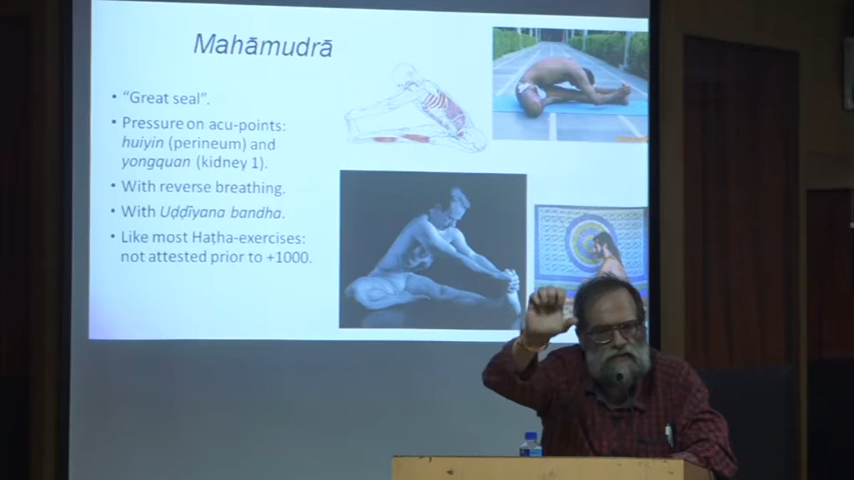 Mahāmudrā
• "Great seal".
• Pressure on acu-points:
huiyin (perineum) and
yongquan (kidney 1).
• With reverse breathing.
• With Uḍḍīyana bandha.
• Like most Haṭha-exercises:
not attested prior to +1000.